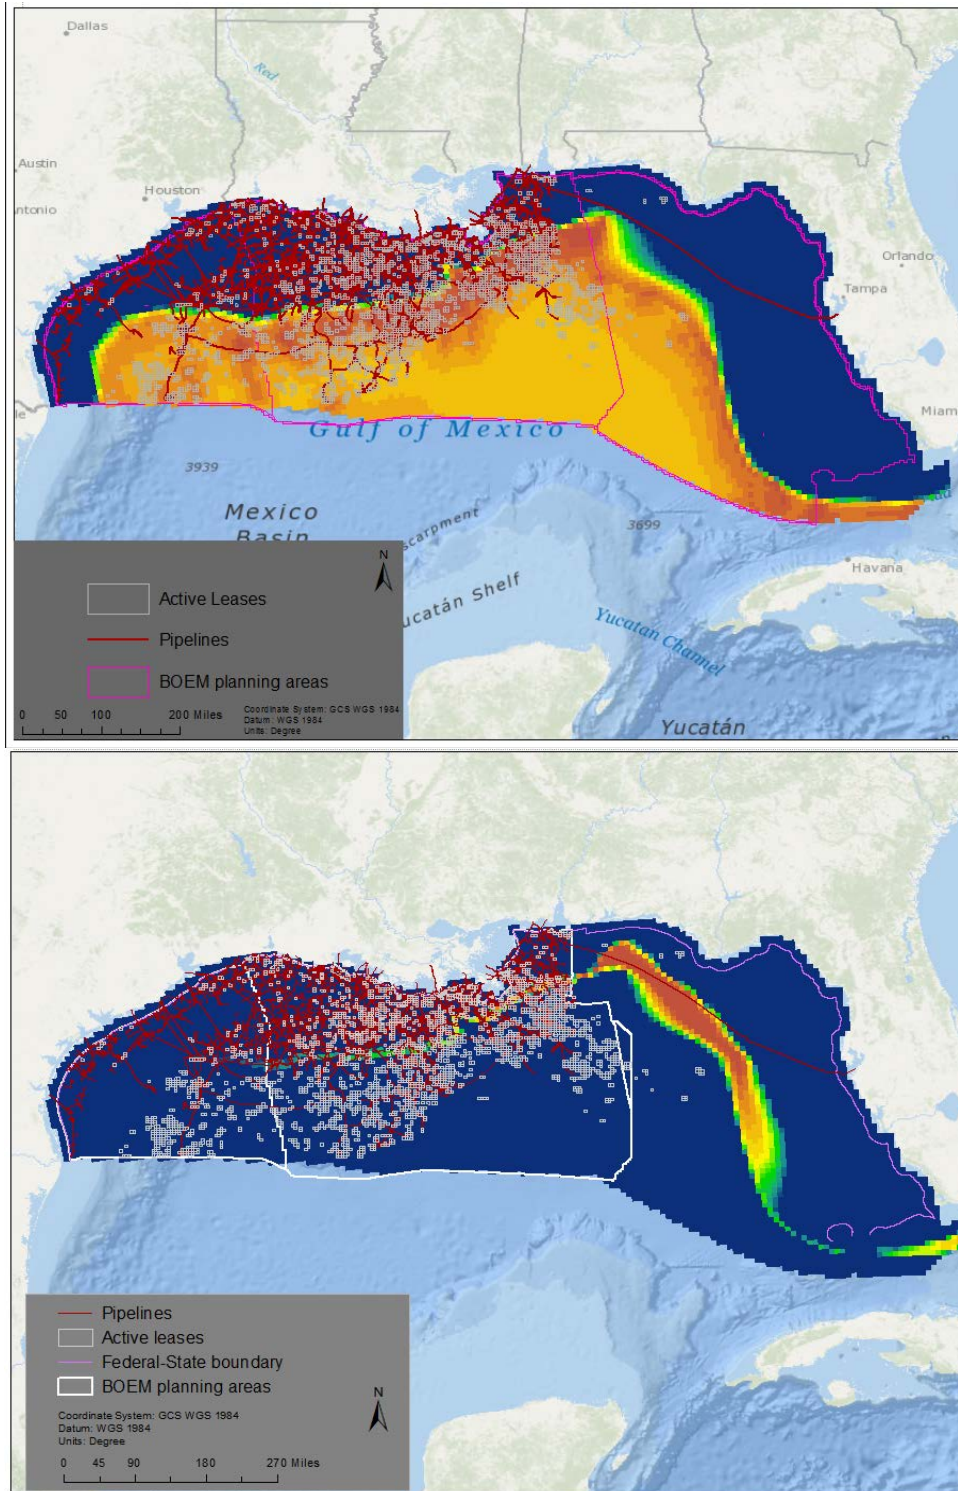 Dallas
Red
Austin
Houston
ntonio
Orlando
Tampa
le
Miam
Gulf of Mexico
3939
Mexico
Basin
scarpment
3699
Havana
ucatán Shelf
Yucatan Channel
Yucatán
N
Active Leases
Pipelines
BOEM planning areas
0 50 100 200 Miles
Coordinate System: GCS WGS 1984
Datum: WGS 1984
Units: Degree
Pipelines
Active leases
Federal-State boundary
BOEM planning areas
N
Coordinate System: GCS WGS 1984
Datum: WGS 1984
Units: Degree
0 45 90 180 270 Miles